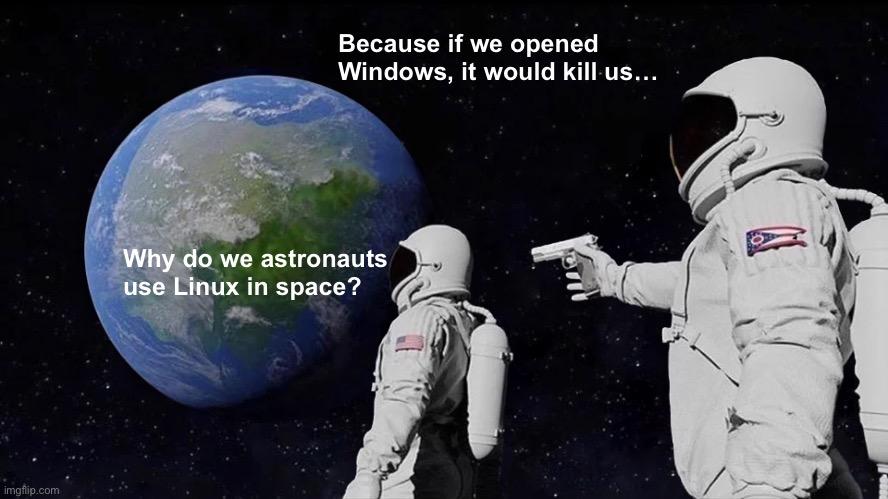 Because if we opened
Windows, it would kill us…
Why do we astronauts
use Linux in space?
imgflip.com